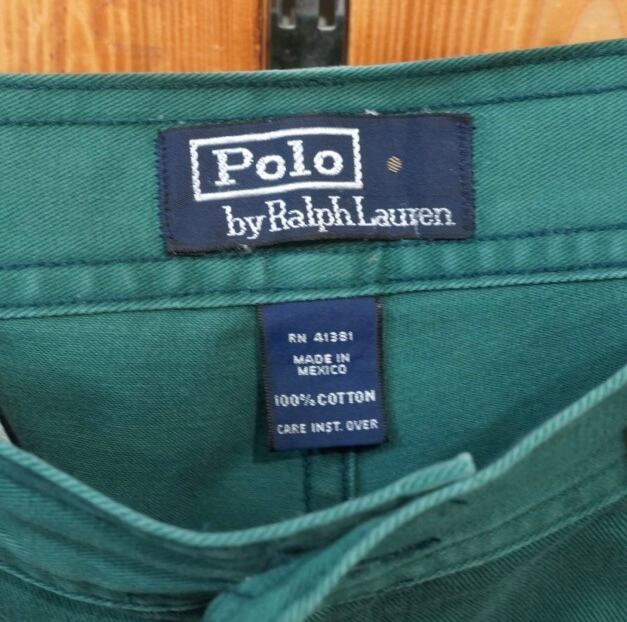 Polo
by Ralph Lauren
RN 41381
MADE IN
MEXICO
100% COTTON
CARE INST. OVER